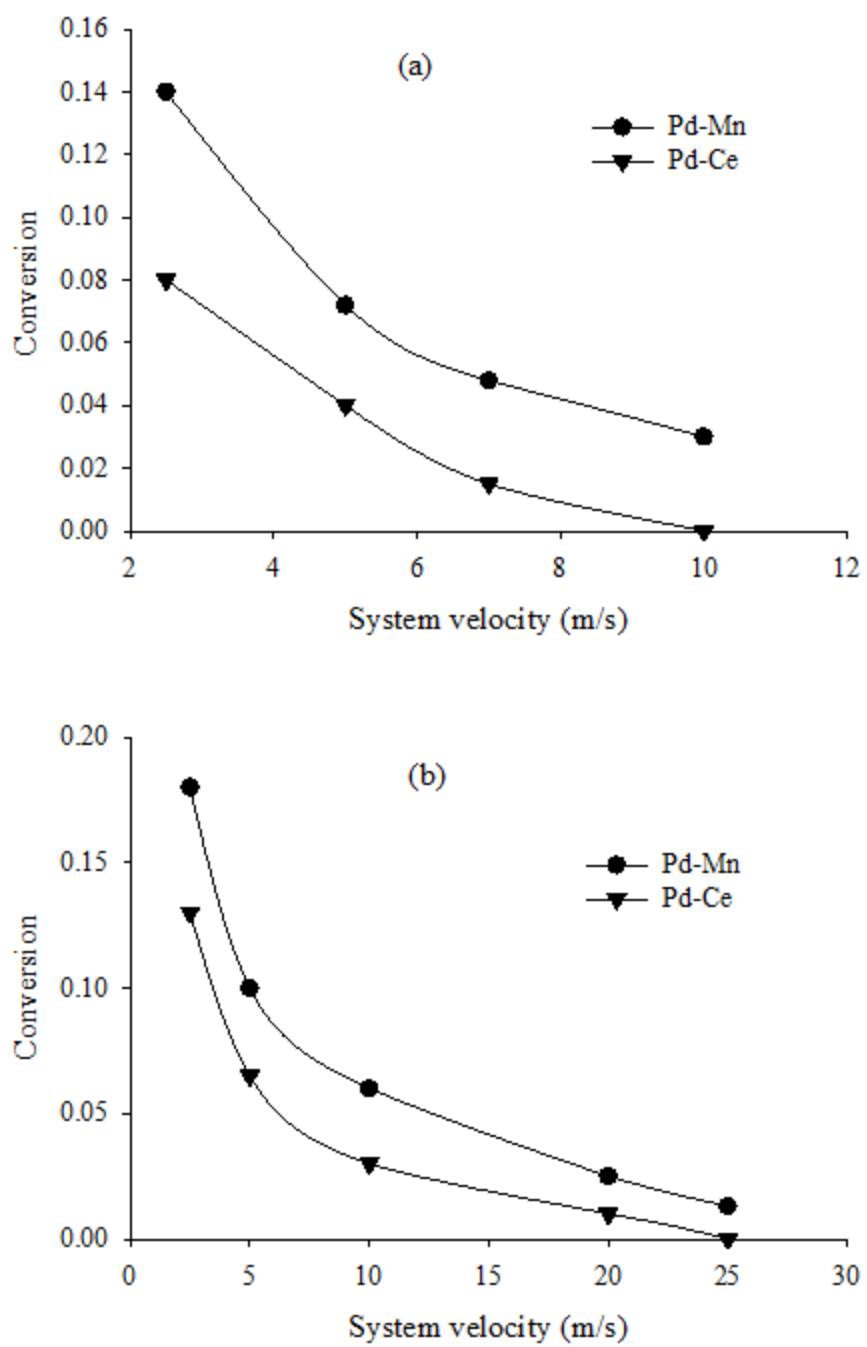 (a)
Pd-Mn
Pd-Ce
Conversion
0.16
0.14
0.12
0.10
0.08
0.06
0.04
0.02
0.00
2 4 6 8 10 12
System velocity (m/s)
(b)
Pd-Mn
Pd-Ce
Conversion
0.20
0.15
0.10
0.05
0.00
0 5 10 15 20 25 30
System velocity (m/s)